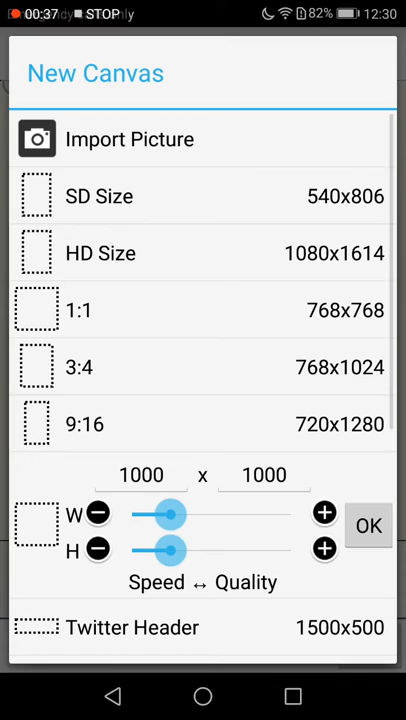 00:37 STOP y 82% 12:30
New Canvas
Import Picture
SD Size 540x806
HD Size 1080x1614
1:1 768x768
3:4 768x1024
9:16 720x1280
1000 x 1000
W
OK
H
Speed ↔ Quality
Twitter Header 1500x500